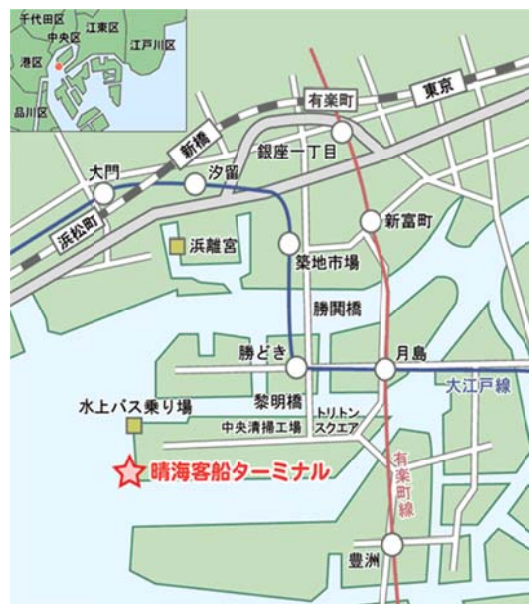 千代田区
中央区
江東区
江戸川区
港区
品川区
有楽町
東京
新橋
銀座一丁目
大門
汐留
浜松町
新富町
浜離宮
築地市場
勝鬨橋
勝どき
月島
大江戸線
黎明橋
水上バス乗り場
トリトン
スクエア
中央清掃工場
晴海客船ターミナル
有楽町線
豊洲